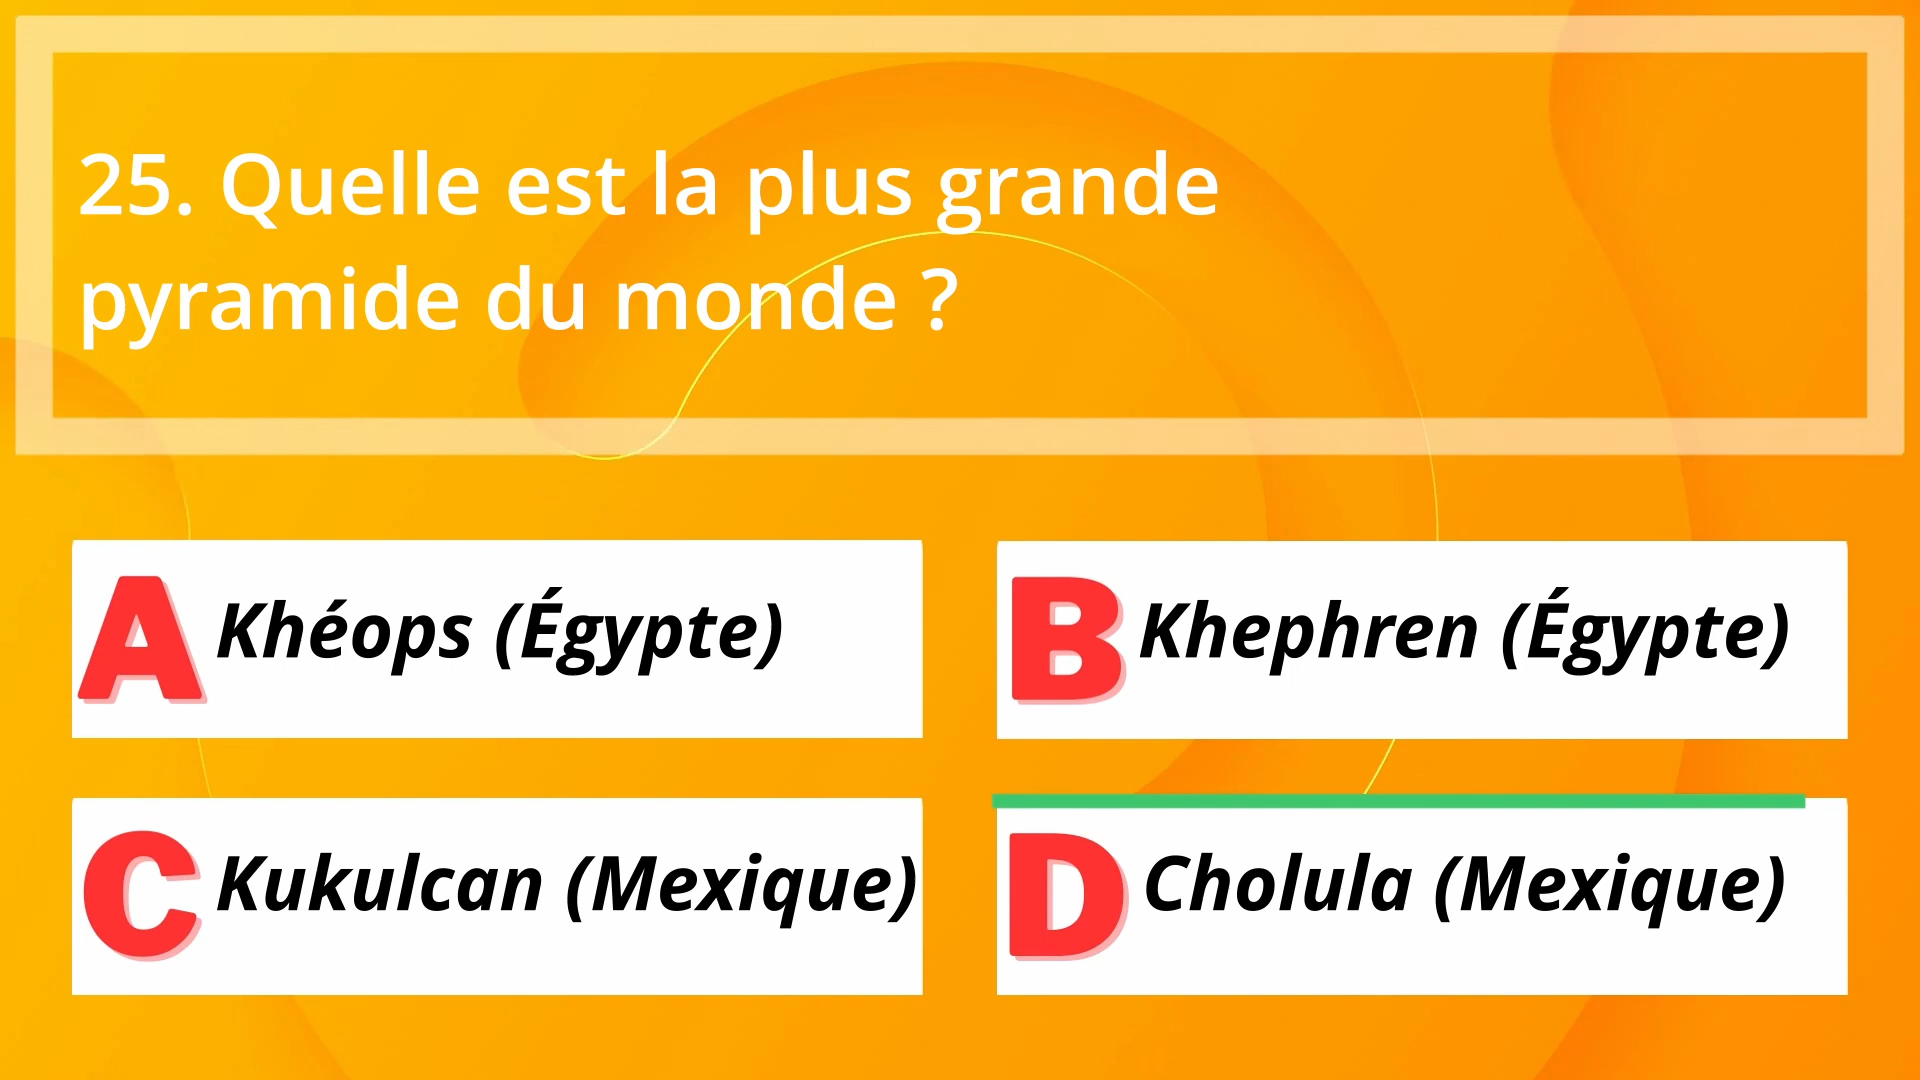 25. Quelle est la plus grande
pyramide du monde ?
A Khéops (Égypte)
B Khephren (Égypte)
C Kukulcan (Mexique)
D Cholula (Mexique)